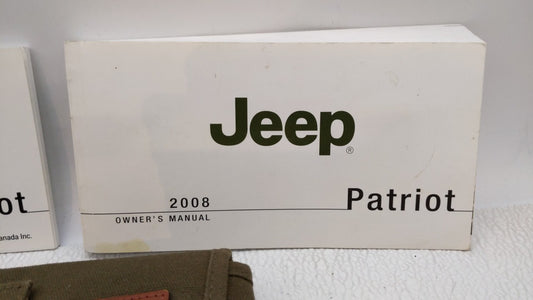 Jeep®
2008
OWNER'S MANUAL
Patriot
ot
anada Inc.